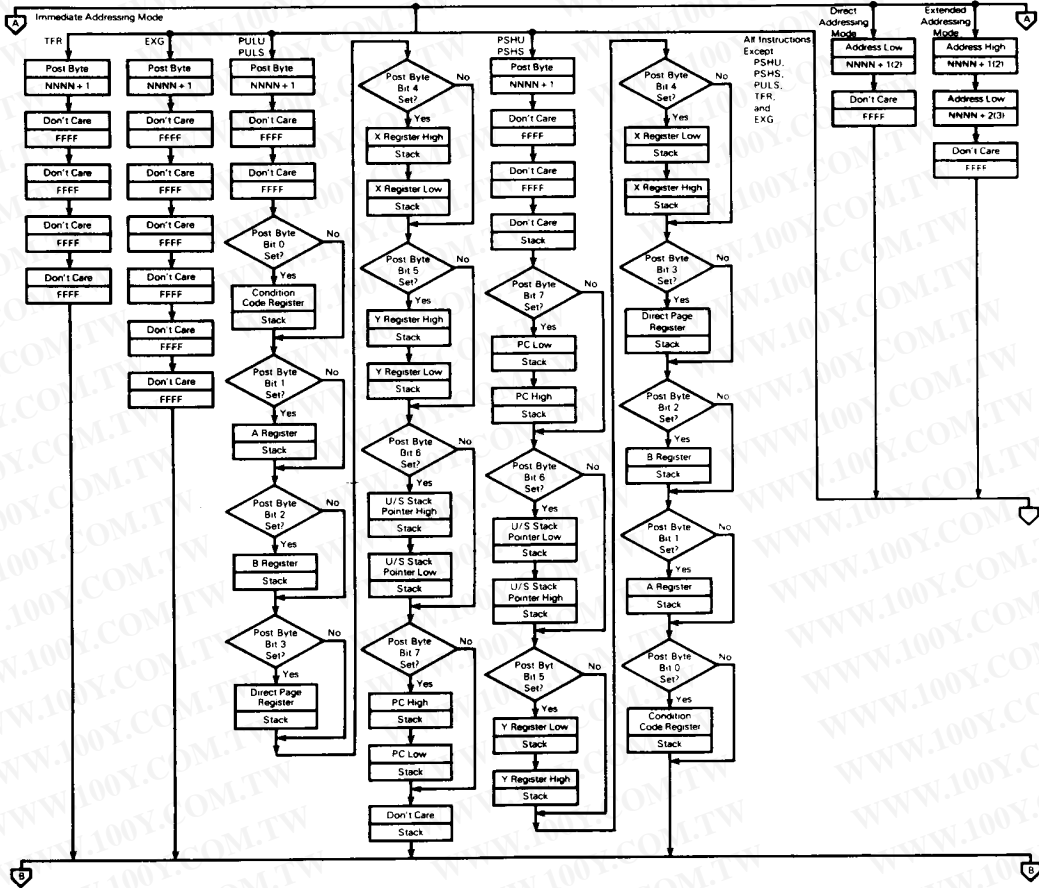 A
Immediate Addressing Mode
A
TFR
Post Byte
NNNN + 1
Don't Care
FFFF
Don't Care
FFFF
Don't Care
FFFF
Don't Care
FFFF
EXG
Post Byte
NNNN + 1
Don't Care
FFFF
Don't Care
FFFF
Don't Care
FFFF
Don't Care
FFFF
Don't Care
FFFF
Don't Care
FFFF
PULU
PULS
Post Byte
NNNN + 1
Don't Care
FFFF
Don't Care
FFFF
Post Byte
Bit 0
Set?
No
Yes
Condition
Code Register
Stack
Post Byte
Bit 1
Set?
No
Yes
A Register
Stack
Post Byte
Bit 2
Set?
No
Yes
B Register
Stack
Post Byte
Bit 3
Set?
No
Yes
Direct Page
Register
Stack
Post Byte
Bit 4
Set?
No
Yes
X Register High
Stack
X Register Low
Stack
Post Byte
Bit 5
Set?
No
Yes
Y Register High
Stack
Y Register Low
Stack
Post Byte
Bit 6
Set?
No
Yes
U/S Stack
Pointer High
Stack
U/S Stack
Pointer Low
Stack
Post Byte
Bit 7
Set?
No
Yes
PC High
Stack
PC Low
Stack
Don't Care
Stack
PSHU
PSHS
Post Byte
NNNN + 1
Don't Care
FFFF
Don't Care
FFFF
Don't Care
Stack
Post Byte
Bit 7
Set?
No
Yes
PC Low
Stack
PC High
Stack
Post Byte
Bit 6
Set?
No
Yes
U/S Stack
Pointer Low
Stack
U/S Stack
Pointer High
Stack
Post Byt
Bit 5
Set?
No
Yes
Y Register Low
Stack
Y Register High
Stack
Post Byte
Bit 4
Set?
No
Yes
X Register Low
Stack
X Register High
Stack
Post Byte
Bit 3
Set?
No
Yes
Direct Page
Register
Stack
Post Byte
Bit 2
Set?
No
Yes
B Register
Stack
Post Byte
Bit 1
Set?
No
Yes
A Register
Stack
Post Byte
Bit 0
Set?
No
Yes
Condition
Code Register
Stack
All Instructions
Except
PSHU,
PSHS,
PULS,
TFR,
and
EXG
Direct
Addressing
Mode
Address Low
NNNN + 1(2)
Don't Care
FFFF
Extended
Addressing
Mode
Address High
NNNN + 1(2)
Address Low
NNNN + 2(3)
Don't Care
FFFF
B
B
WWW.100Y.COM.TW